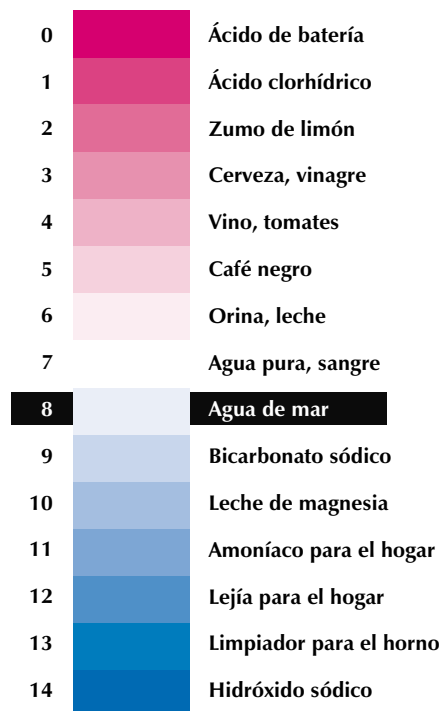 0 Ácido de batería
1 Ácido clorhídrico
2 Zumo de limón
3 Cerveza, vinagre
4 Vino, tomates
5 Café negro
6 Orina, leche
7 Agua pura, sangre
8 Agua de mar
9 Bicarbonato sódico
10 Leche de magnesia
11 Amoníaco para el hogar
12 Lejía para el hogar
13 Limpiador para el horno
14 Hidróxido sódico